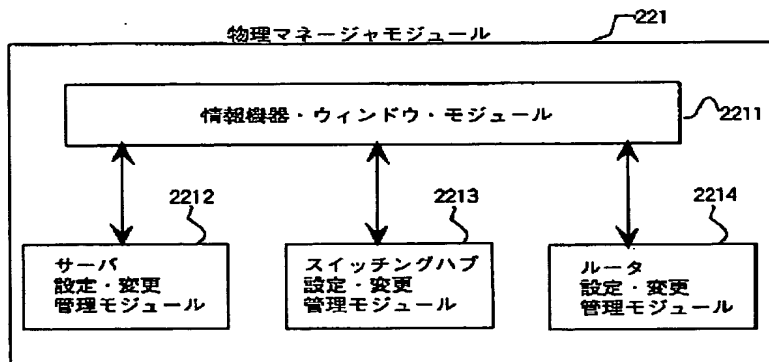 物理マネージャモジュール
221
情報機器・ウィンドウ・モジュール
2211
2212
2213
2214
サーバ
設定・変更
管理モジュール
スイッチングハブ
設定・変更
管理モジュール
ルータ
設定・変更
管理モジュール